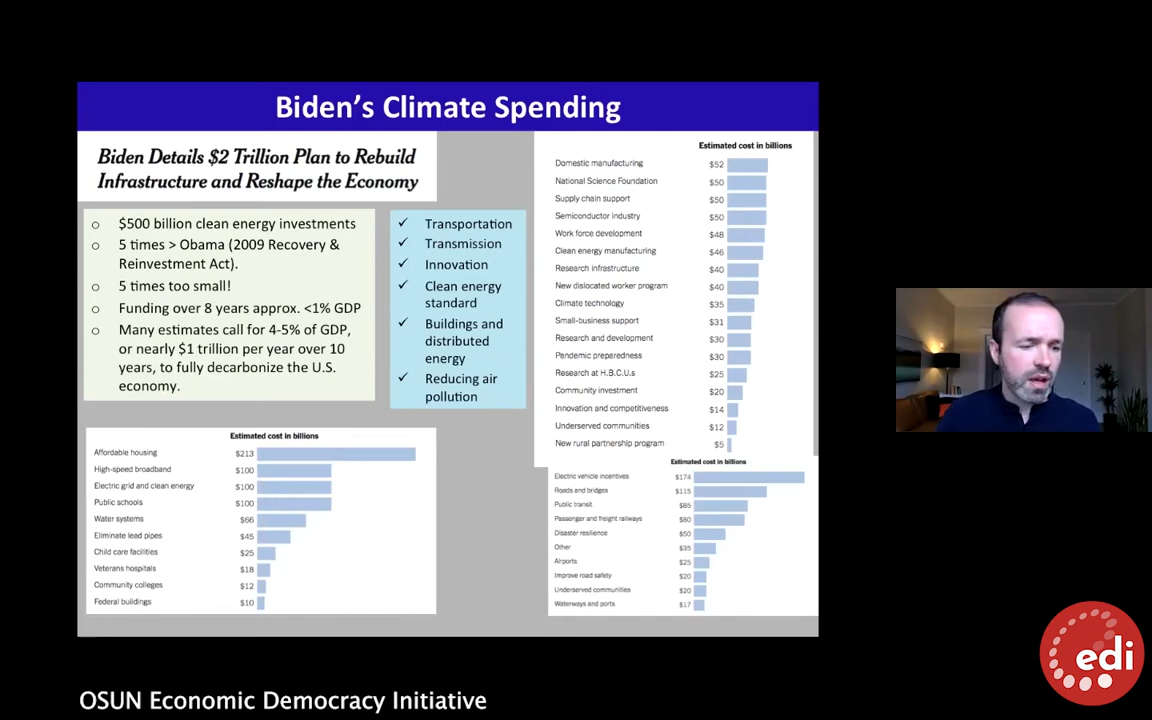 Biden's Climate Spending
Biden Details $2 Trillion Plan to Rebuild
Infrastructure and Reshape the Economy
o $500 billion clean energy investments
o 5 times > Obama (2009 Recovery &
Reinvestment Act).
o 5 times too small!
o Funding over 8 years approx. <1% GDP
o Many estimates call for 4-5% of GDP,
or nearly $1 trillion per year over 10
years, to fully decarbonize the U.S.
economy.
✓ Transportation
✓ Transmission
✓ Innovation
✓ Clean energy
standard
✓ Buildings and
distributed
energy
✓ Reducing air
pollution
Estimated cost in billions
Domestic manufacturing $52
National Science Foundation $50
Supply chain support $50
Semiconductor industry $50
Work force development $48
Clean energy manufacturing $46
Research infrastructure $40
New dislocated worker program $40
Climate technology $35
Small-business support $31
Research and development $30
Pandemic preparedness $30
Research at H.B.C.U.s $25
Community investment $20
Innovation and competitiveness $14
Underserved communities $12
New rural partnership program $5
Estimated cost in billions
Affordable housing $213
High-speed broadband $100
Electric grid and clean energy $100
Public schools $100
Water systems $66
Eliminate lead pipes $45
Child care facilities $25
Veterans hospitals $18
Community colleges $12
Federal buildings $10
Estimated cost in billions
Electric vehicle incentives $174
Roads and bridges $115
Public transit $85
Passenger and freight railways $80
Disaster resilience $50
Other $35
Airports $25
Improve road safety $20
Underserved communities $20
Waterways and ports $17
edi
OSUN Economic Democracy Initiative